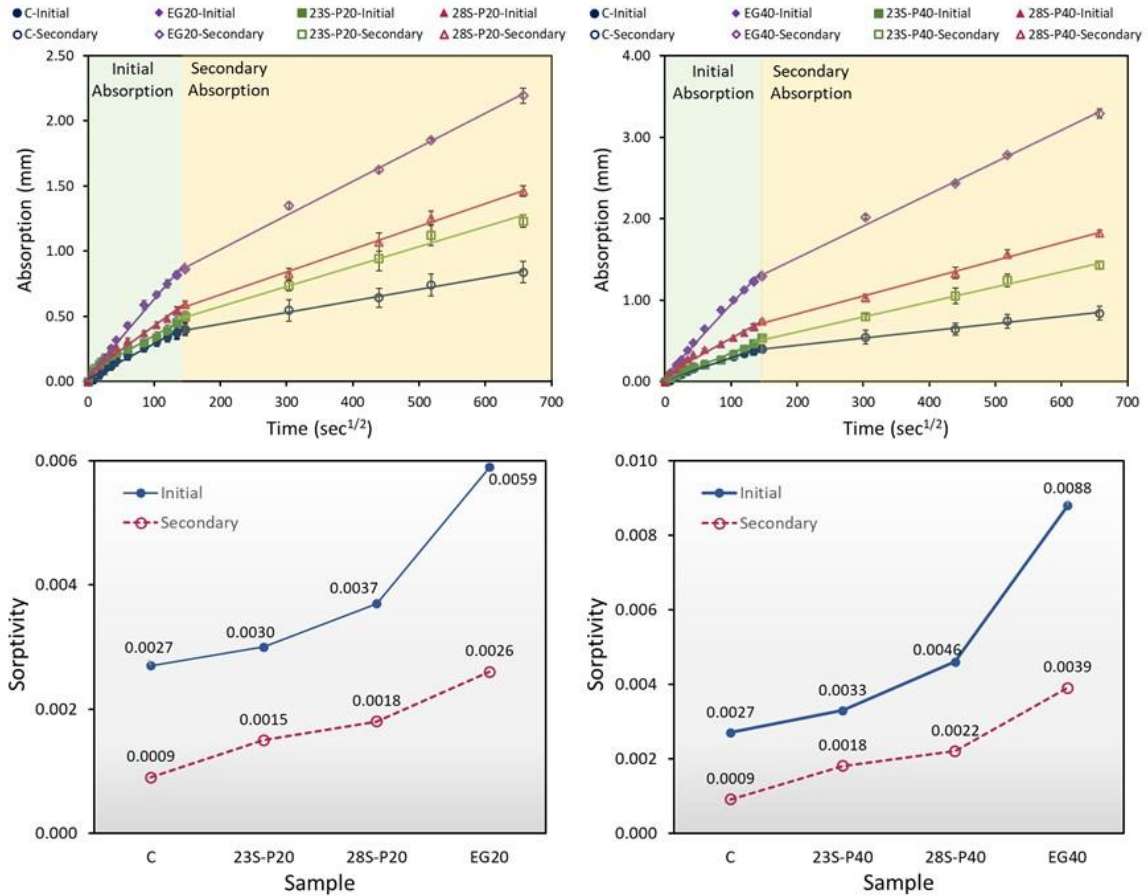 C-Initial EG20-Initial 23S-P20-Initial 28S-P20-Initial
C-Secondary EG20-Secondary 23S-P20-Secondary 28S-P20-Secondary
2.50
2.00
1.50
1.00
0.50
0.00
Absorption (mm)
Initial
Absorption
Secondary
Absorption
0 100 200 300 400 500 600 700
Time (sec1/2)
C-Initial EG40-Initial 23S-P40-Initial 28S-P40-Initial
C-Secondary EG40-Secondary 23S-P40-Secondary 28S-P40-Secondary
4.00
3.00
2.00
1.00
0.00
Absorption (mm)
Initial
Absorption
Secondary
Absorption
0 100 200 300 400 500 600 700
Time (sec1/2)
0.006
0.004
0.002
0.000
Sorptivity
Initial
Secondary
0.0027
0.0030
0.0037
0.0059
0.0009
0.0015
0.0018
0.0026
C 23S-P20 28S-P20 EG20
Sample
0.010
0.008
0.006
0.004
0.002
0.000
Sorptivity
Initial
Secondary
0.0027
0.0033
0.0046
0.0088
0.0009
0.0018
0.0022
0.0039
C 23S-P40 28S-P40 EG40
Sample